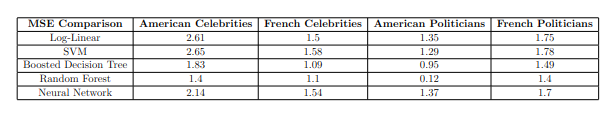 MSE Comparison American Celebrities French Celebrities American Politicians French Politicians
Log-Linear 2.61 1.5 1.35 1.75
SVM 2.65 1.58 1.29 1.78
Boosted Decision Tree 1.83 1.09 0.95 1.49
Random Forest 1.4 1.1 0.12 1.4
Neural Network 2.14 1.54 1.37 1.7